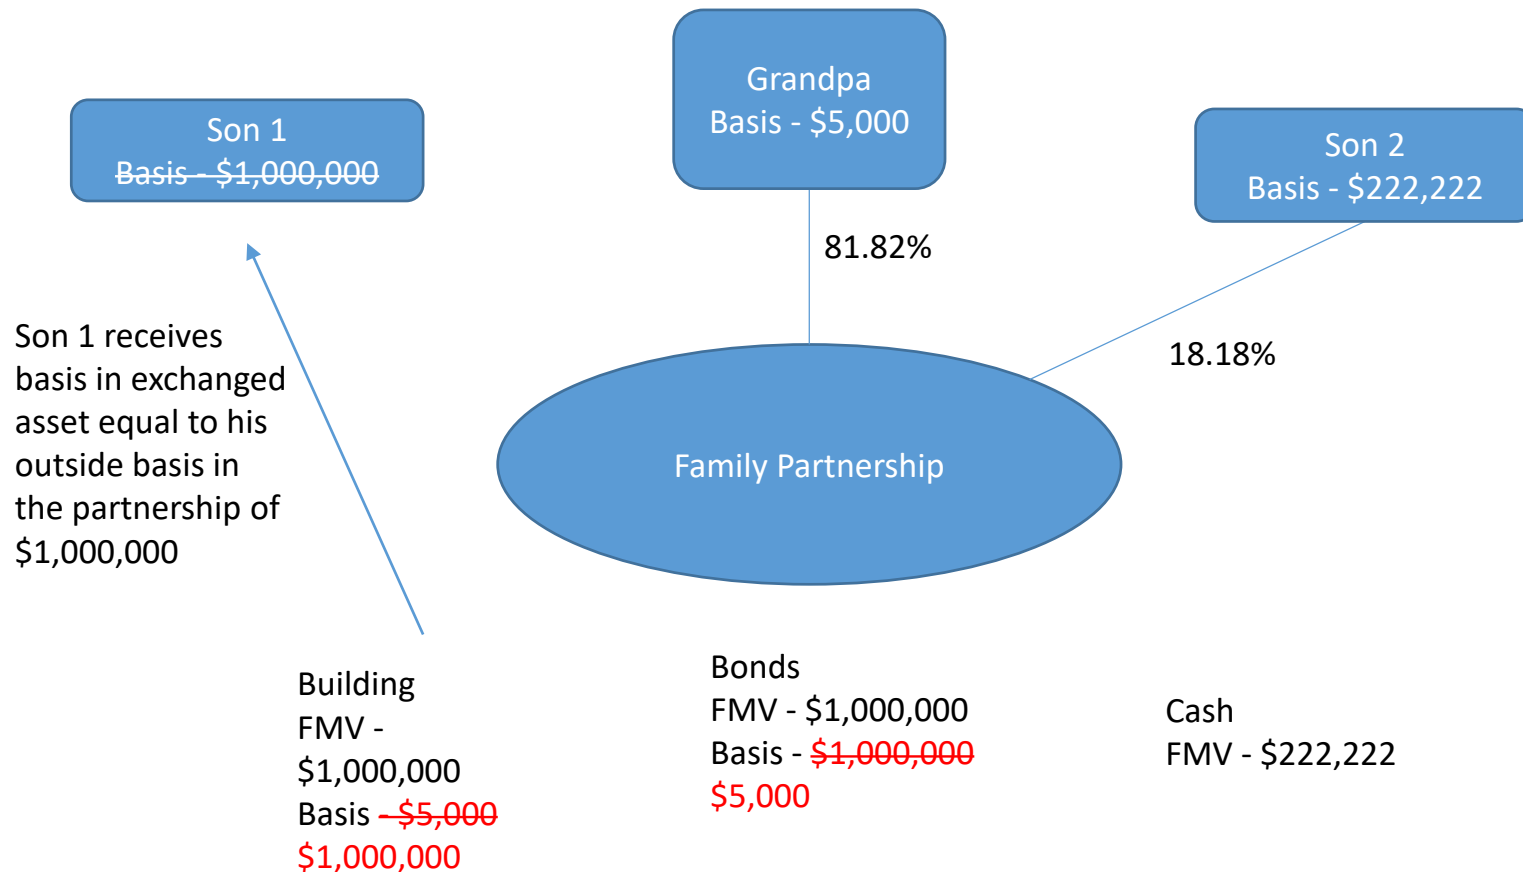 Grandpa
Basis - $5,000
Son 1
Basis - $1,000,000
Son 2
Basis - $222,222
81.82%
18.18%
Son 1 receives
basis in exchanged
asset equal to his
outside basis in
the partnership of
$1,000,000
Family Partnership
Building
FMV -
$1,000,000
Basis - $5,000
$1,000,000
Bonds
FMV - $1,000,000
Basis - $1,000,000
$5,000
Cash
FMV - $222,222